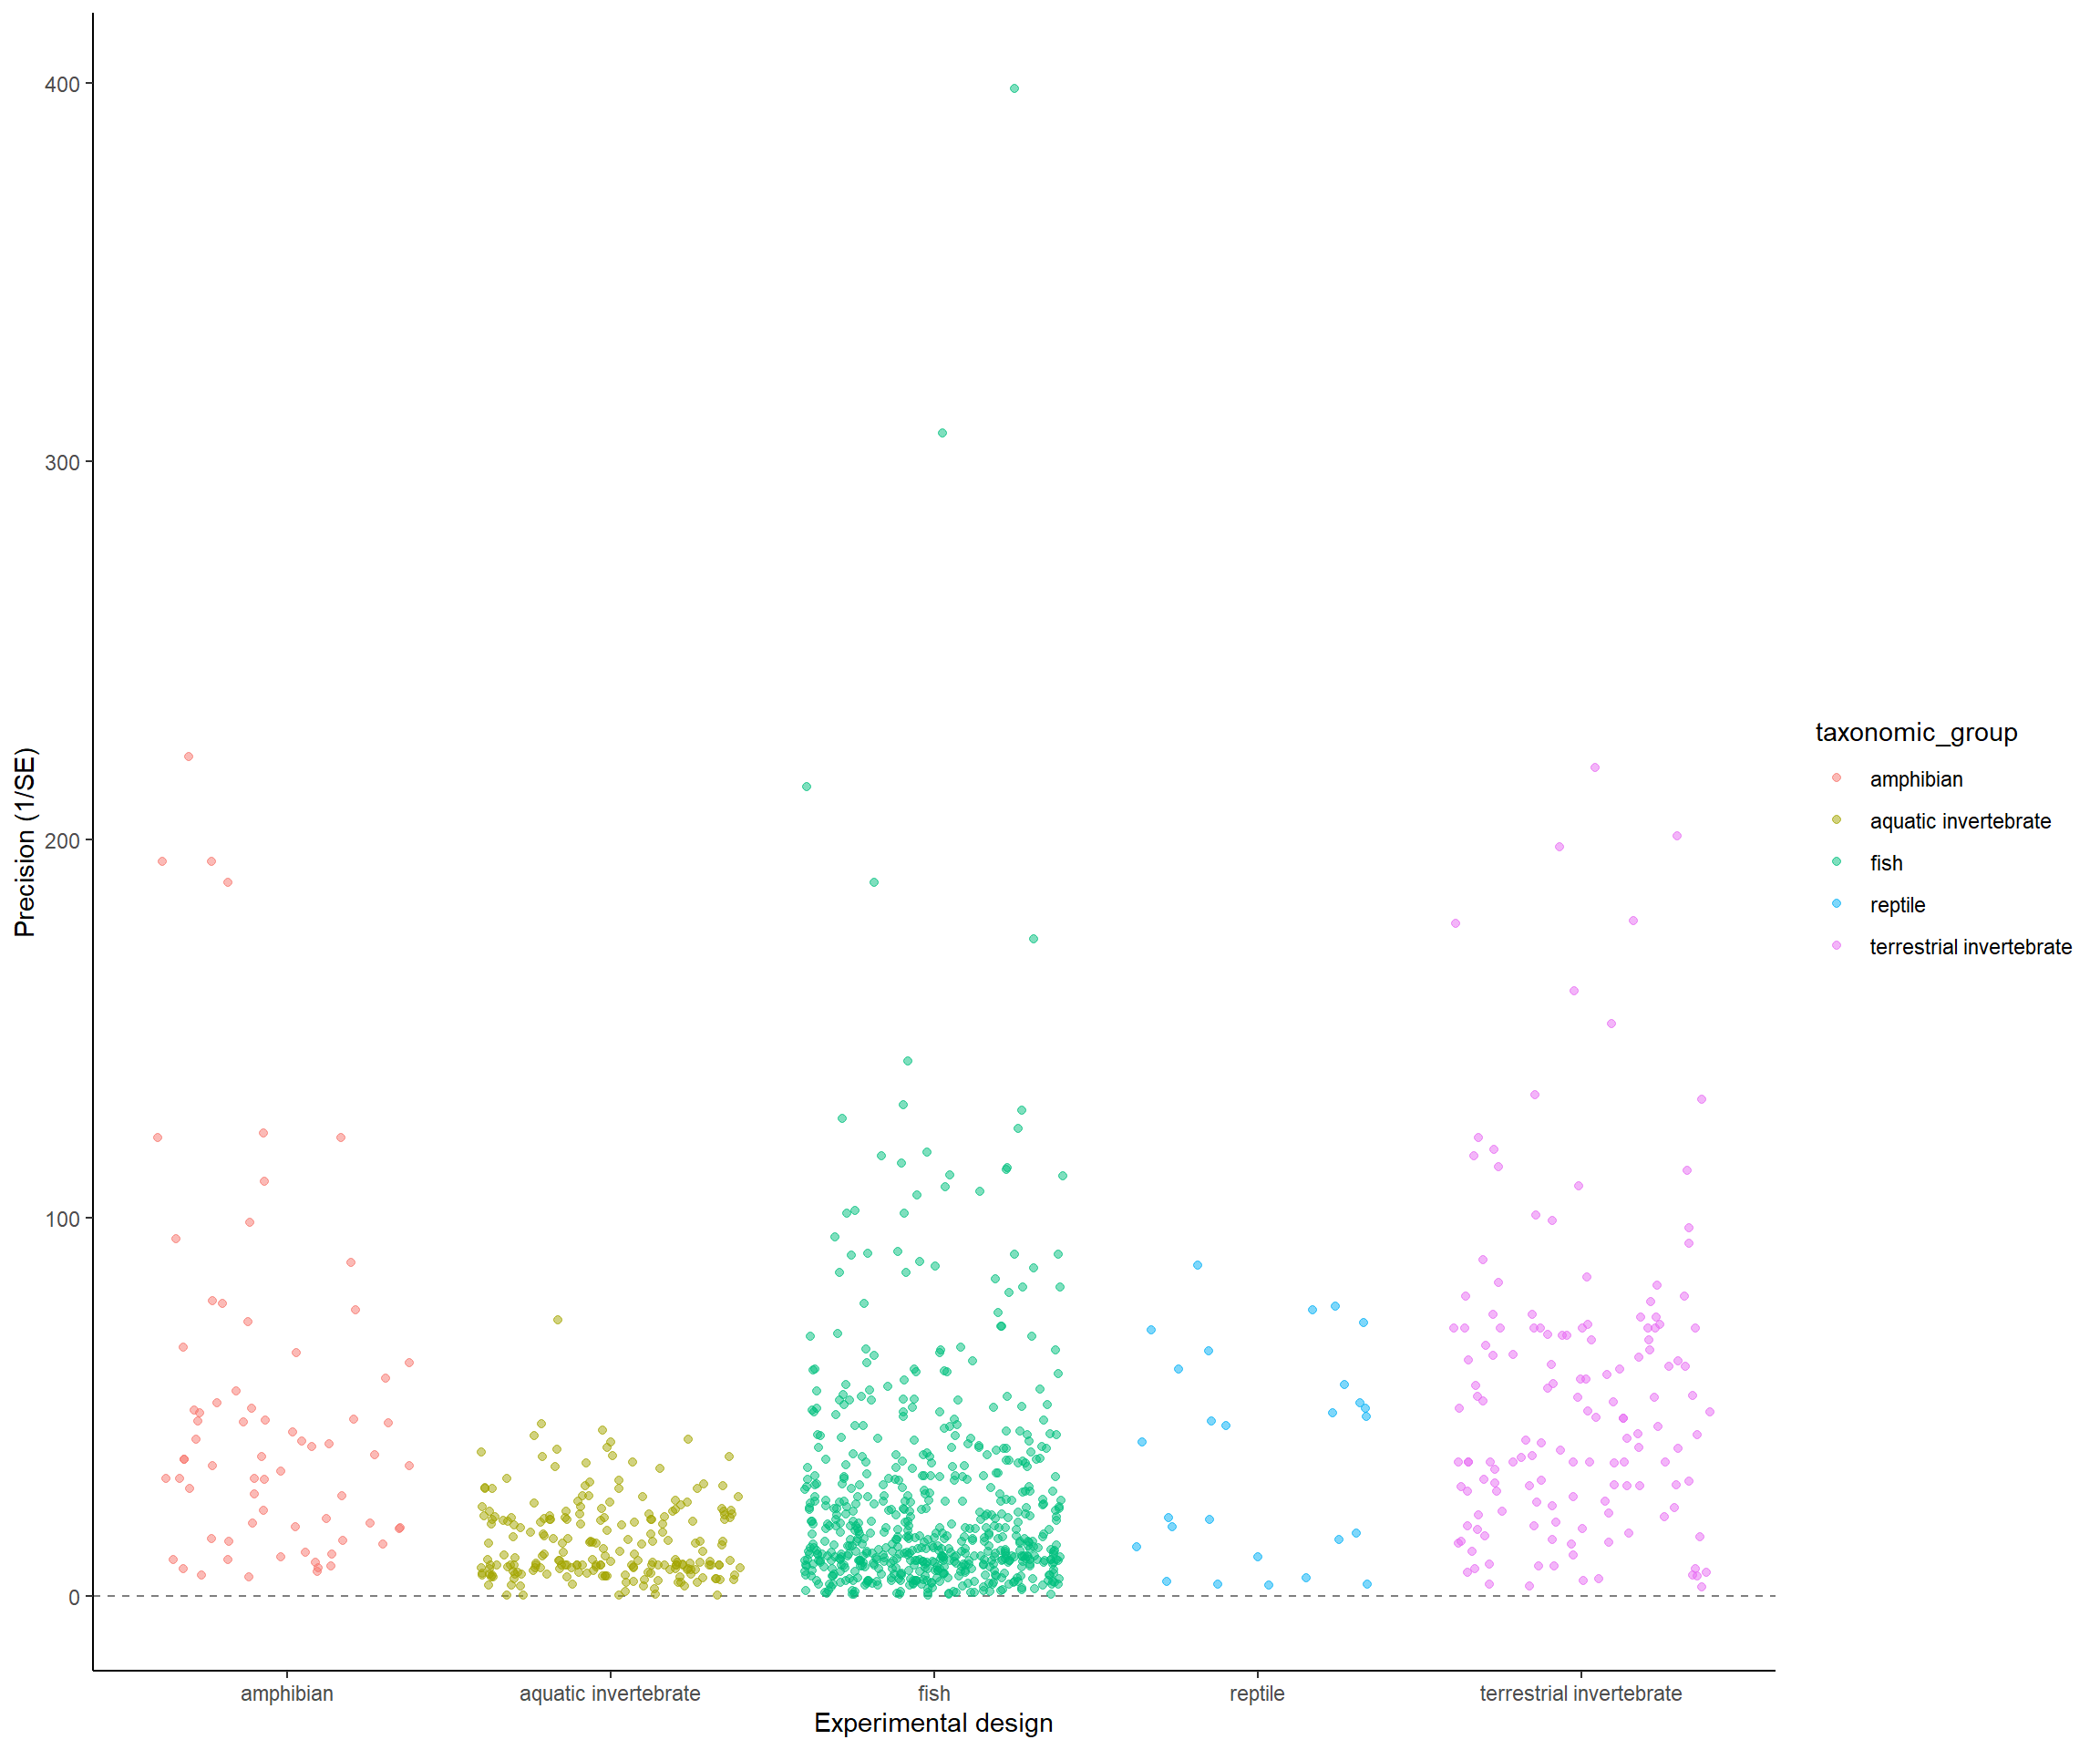 400
300
200
100
0
Precision (1/SE)
amphibian
aquatic invertebrate
fish
reptile
terrestrial invertebrate
Experimental design
taxonomic_group
amphibian
aquatic invertebrate
fish
reptile
terrestrial invertebrate